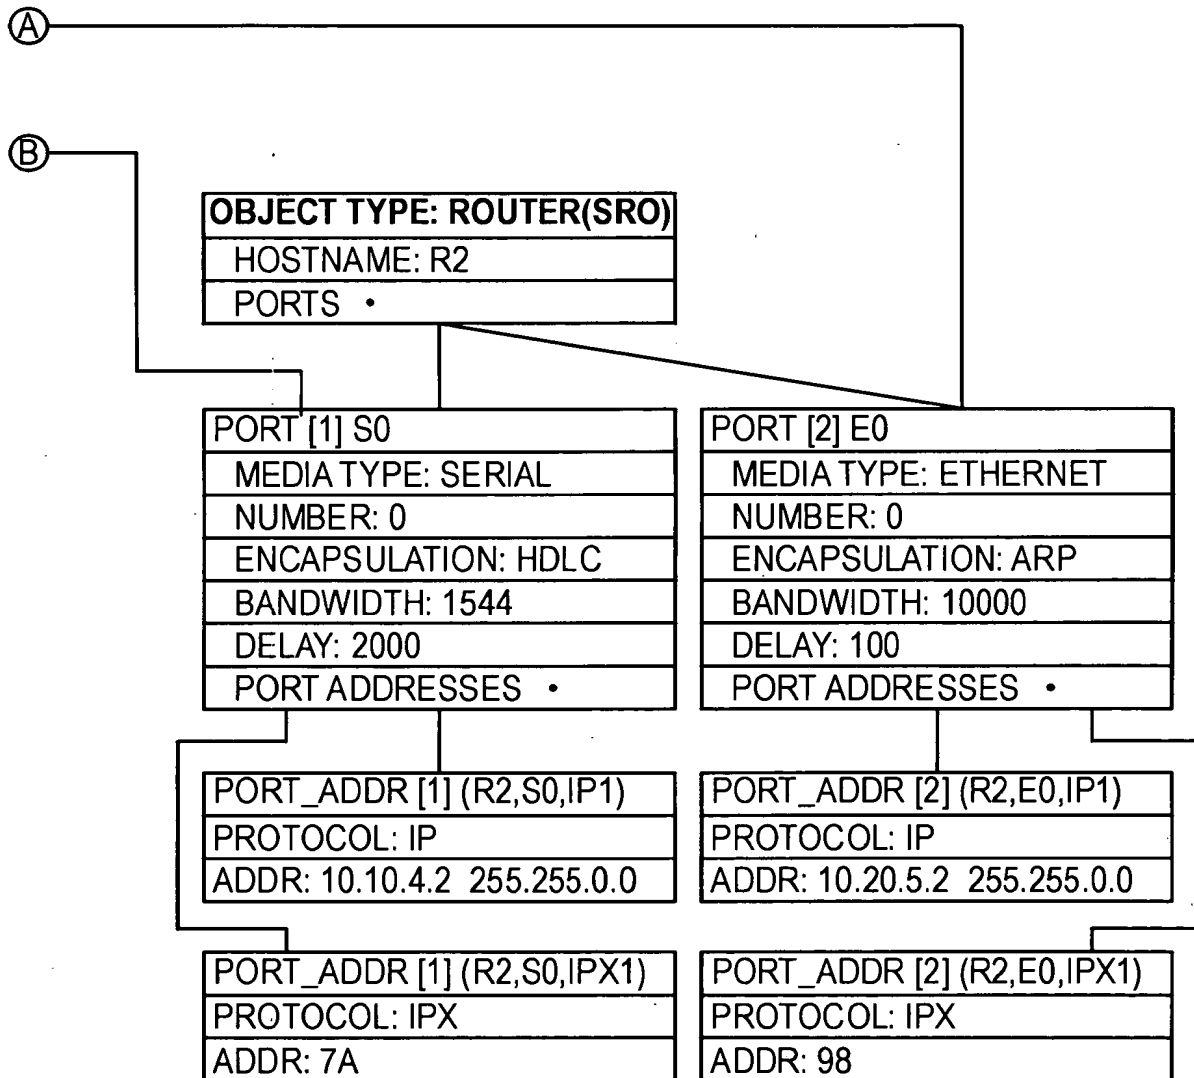 A
B
OBJECT TYPE: ROUTER(SRO)
HOSTNAME: R2
PORTS •
PORT [1] S0
MEDIA TYPE: SERIAL
NUMBER: 0
ENCAPSULATION: HDLC
BANDWIDTH: 1544
DELAY: 2000
PORT ADDRESSES •
PORT [2] E0
MEDIA TYPE: ETHERNET
NUMBER: 0
ENCAPSULATION: ARP
BANDWIDTH: 10000
DELAY: 100
PORT ADDRESSES •
PORT_ADDR [1] (R2,S0,IP1)
PROTOCOL: IP
ADDR: 10.10.4.2 255.255.0.0
PORT_ADDR [2] (R2,E0,IP1)
PROTOCOL: IP
ADDR: 10.20.5.2 255.255.0.0
PORT_ADDR [1] (R2,S0,IPX1)
PROTOCOL: IPX
ADDR: 7A
PORT_ADDR [2] (R2,E0,IPX1)
PROTOCOL: IPX
ADDR: 98